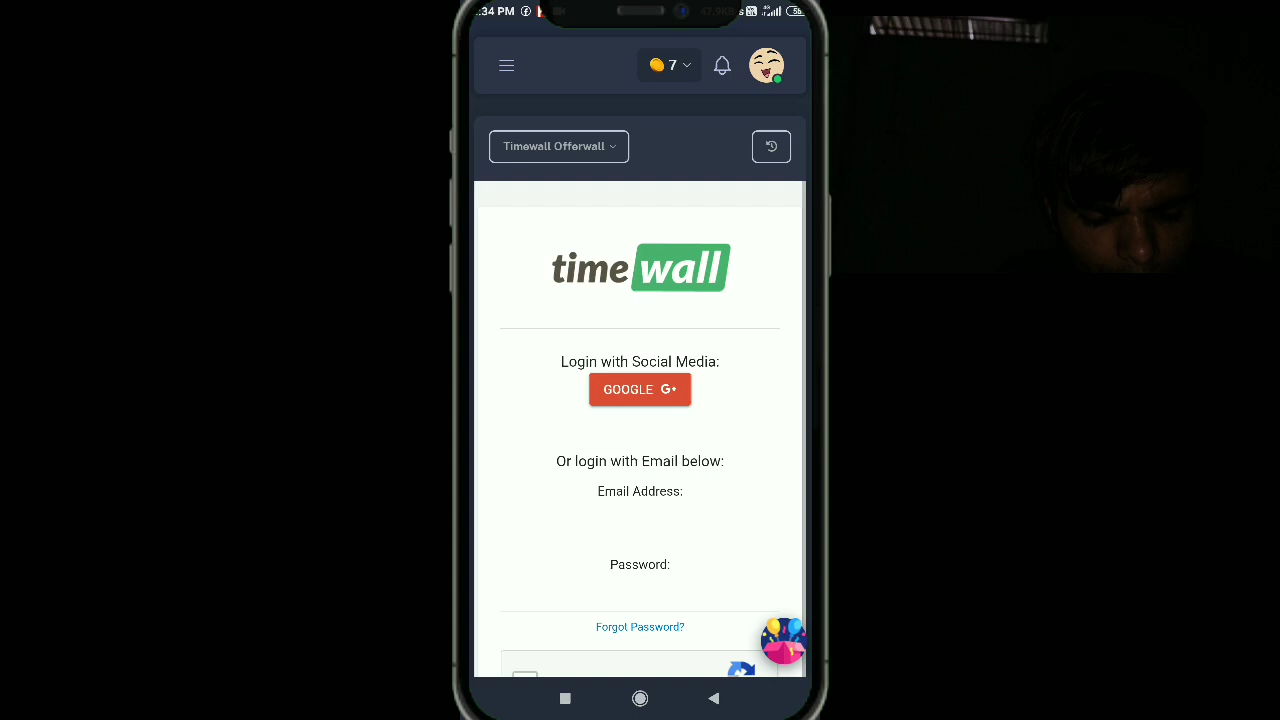 :34 PM
7
Timewall Offerwall
time wall
Login with Social Media:
GOOGLE G+
Or login with Email below:
Email Address:
Password:
Forgot Password?